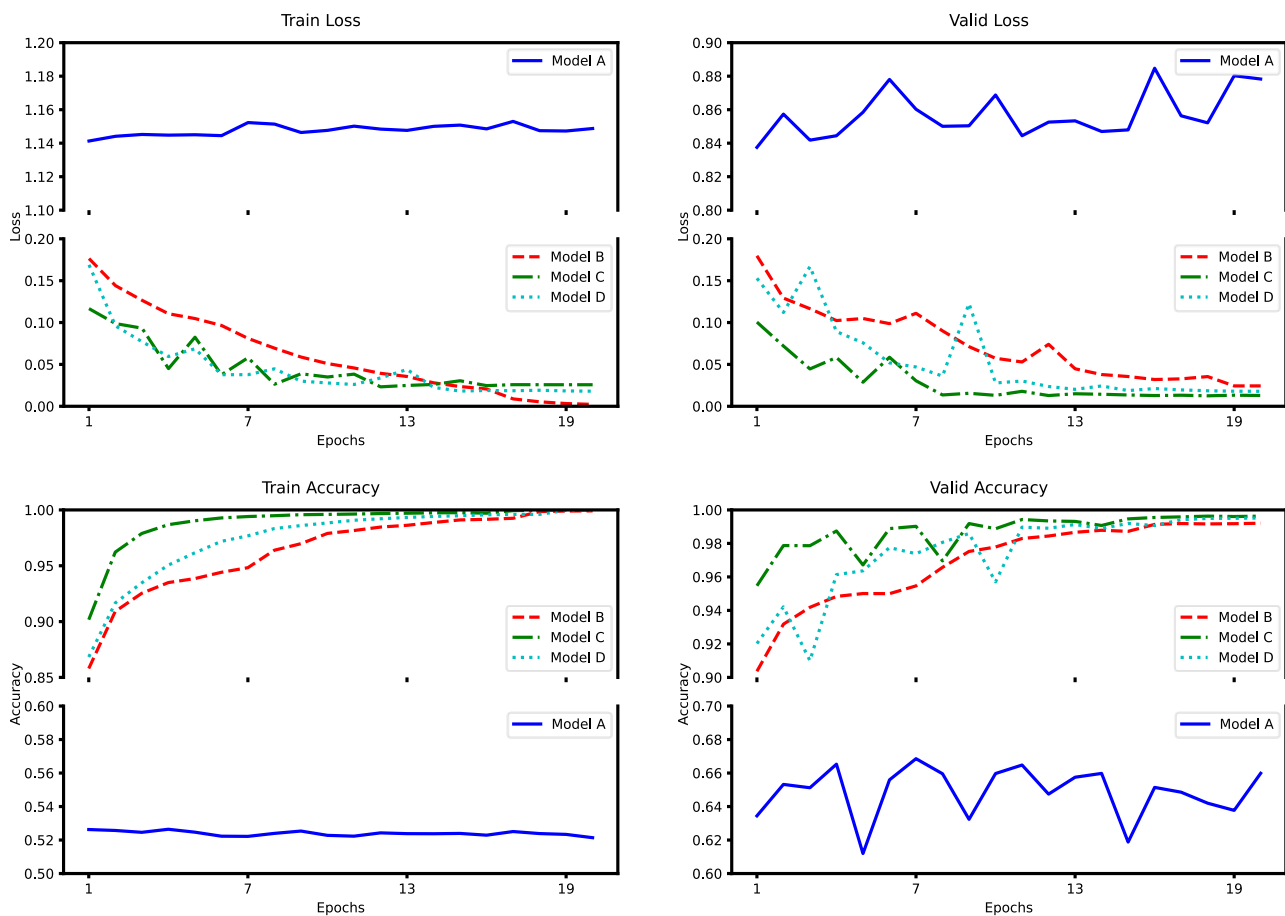 Train Loss
1.20
1.18
1.16
1.14
1.12
1.10
Model A
Loss
0.20
0.15
0.10
0.05
0.00
Model B
Model C
Model D
1 7 13 19
Epochs
Valid Loss
0.90
0.88
0.86
0.84
0.82
0.80
Model A
Loss
0.20
0.15
0.10
0.05
0.00
Model B
Model C
Model D
1 7 13 19
Epochs
Train Accuracy
1.00
0.95
0.90
0.85
Model B
Model C
Model D
Accuracy
0.60
0.58
0.56
0.54
0.52
0.50
Model A
1 7 13 19
Epochs
Valid Accuracy
1.00
0.98
0.96
0.94
0.92
0.90
Model B
Model C
Model D
Accuracy
0.70
0.68
0.66
0.64
0.62
0.60
Model A
1 7 13 19
Epochs